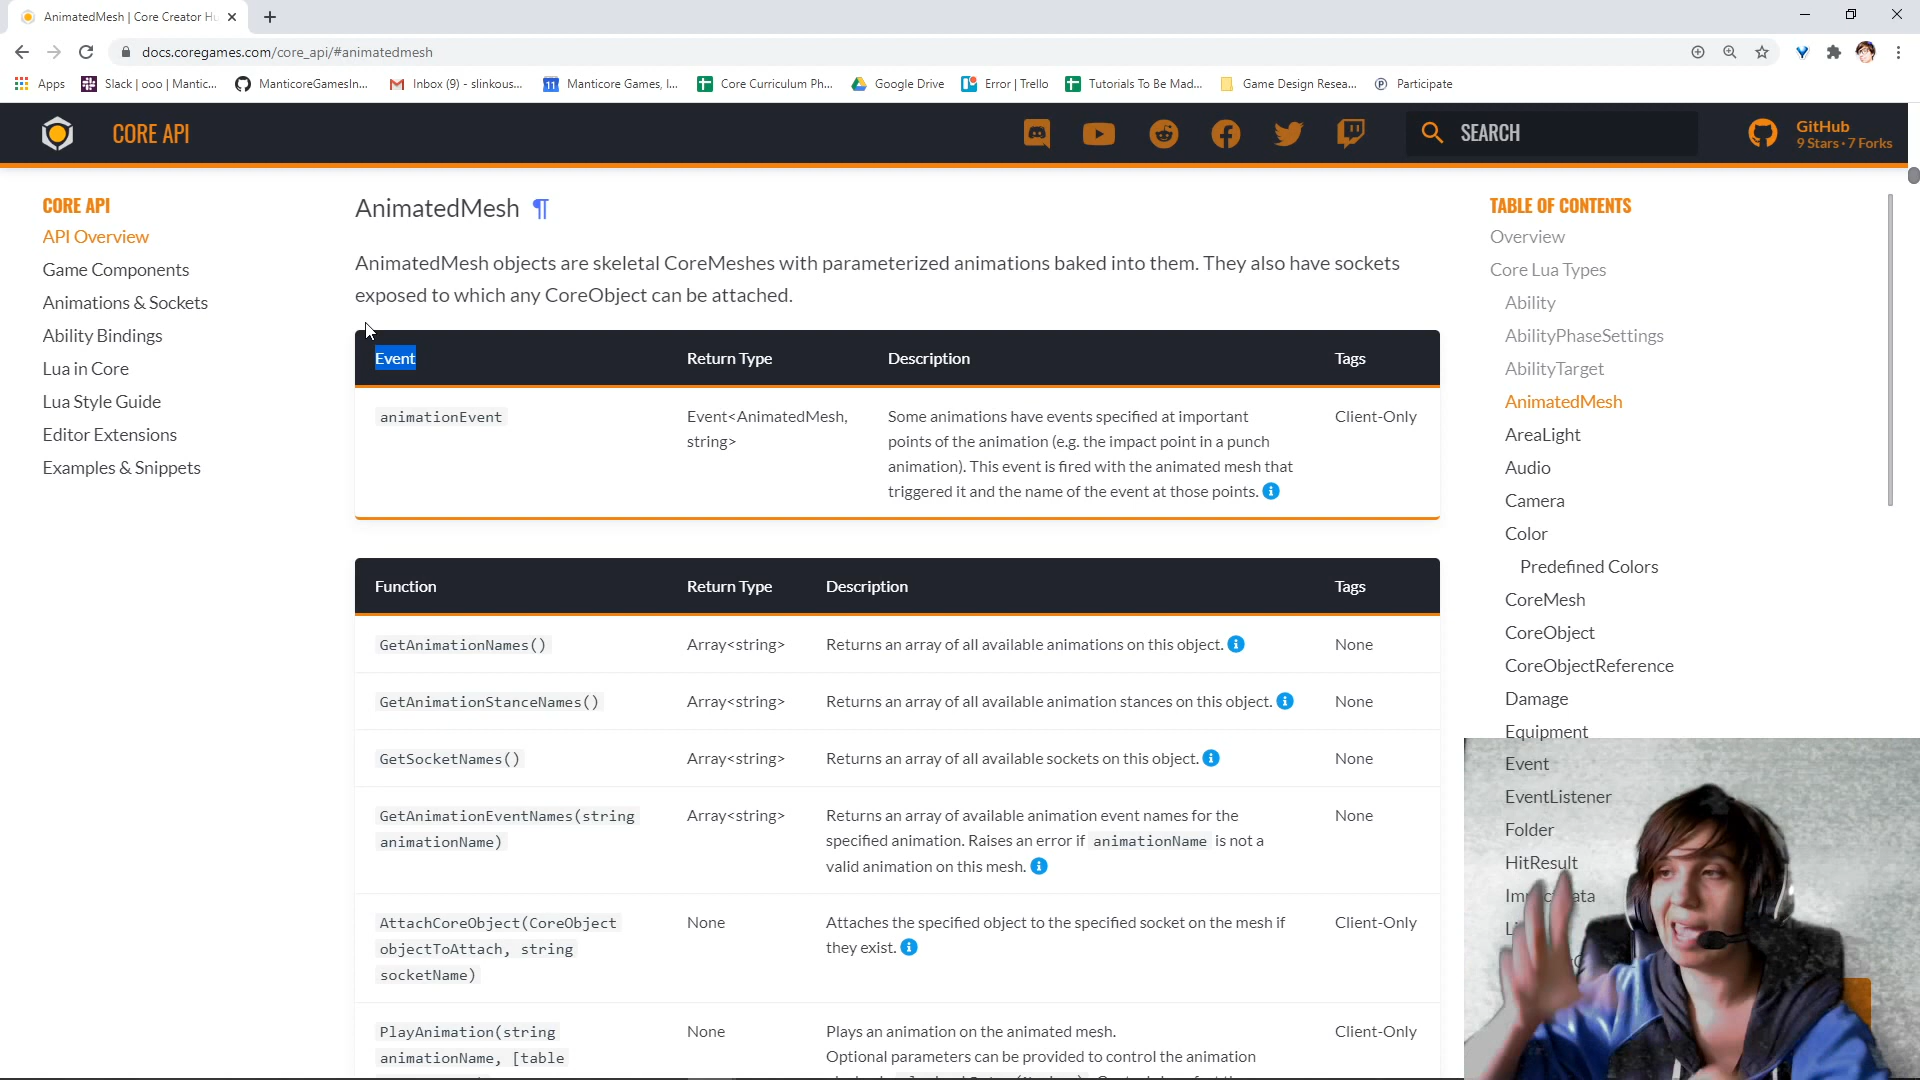 AnimatedMesh | Core Creator Hu
docs.coregames.com/core_api/#animatedmesh
Apps
Slack | ooo | Mantic...
ManticoreGamesIn...
Inbox (9) - slinkous...
Manticore Games, I...
Core Curriculum Ph...
Google Drive
Error | Trello
Tutorials To Be Mad...
Game Design Resea...
Participate
CORE API
SEARCH
GitHub
9 Stars · 7 Forks
CORE API
API Overview
Game Components
Animations & Sockets
Ability Bindings
Lua in Core
Lua Style Guide
Editor Extensions
Examples & Snippets
AnimatedMesh ¶
AnimatedMesh objects are skeletal CoreMeshes with parameterized animations baked into them. They also have sockets
exposed to which any CoreObject can be attached.
Event Return Type Description Tags
animationEvent Event<AnimatedMesh, Some animations have events specified at important Client-Only
string> points of the animation (e.g. the impact point in a punch
animation). This event is fired with the animated mesh that
triggered it and the name of the event at those points.
Function Return Type Description Tags
GetAnimationNames() Array<string> Returns an array of all available animations on this object. None
GetAnimationStanceNames() Array<string> Returns an array of all available animation stances on this object. None
GetSocketNames() Array<string> Returns an array of all available sockets on this object. None
GetAnimationEventNames(string Array<string> Returns an array of available animation event names for the None
animationName) specified animation. Raises an error if animationName is not a
valid animation on this mesh.
AttachCoreObject(CoreObject None Attaches the specified object to the specified socket on the mesh if Client-Only
objectToAttach, string they exist.
socketName)
PlayAnimation(string None Plays an animation on the animated mesh. Client-Only
animationName, [table Optional parameters can be provided to control the animation
TABLE OF CONTENTS
Overview
Core Lua Types
Ability
AbilityPhaseSettings
AbilityTarget
AnimatedMesh
AreaLight
Audio
Camera
Color
Predefined Colors
CoreMesh
CoreObject
CoreObjectReference
Damage
Equipment
Event
EventListener
Folder
HitResult